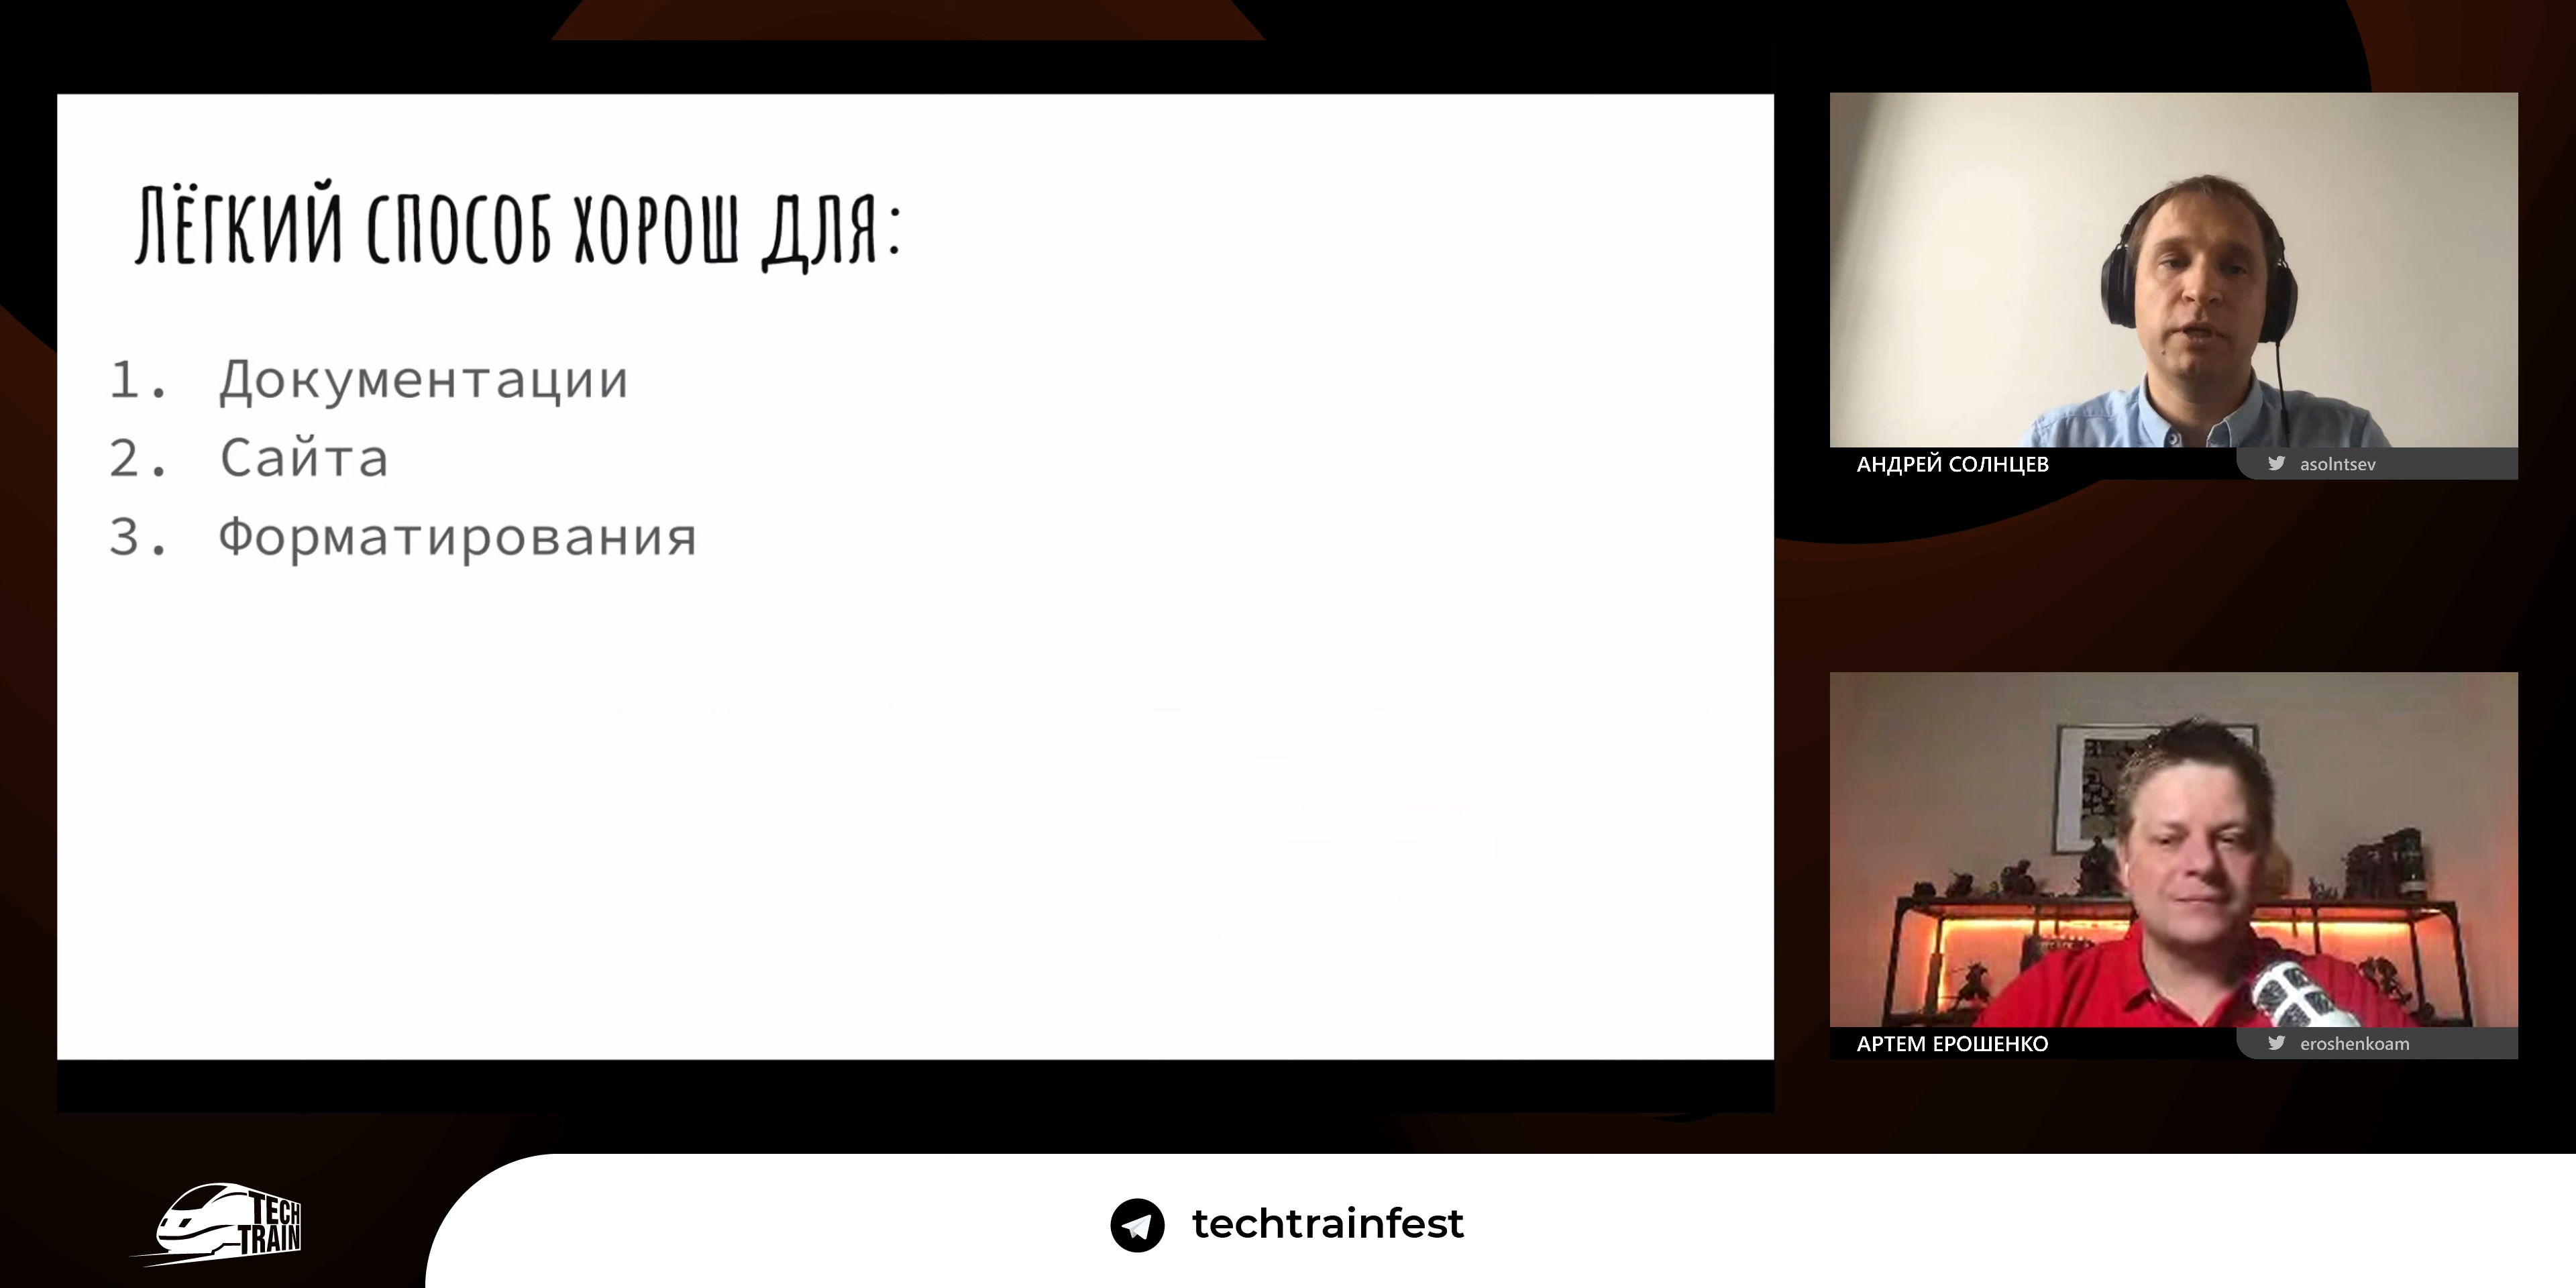 Лёгкий способ хорош для:
1. Документации
2. Сайта
3. Форматирования
АНДРЕЙ СОЛНЦЕВ
asolntsev
АРТЕМ ЕРОШЕНКО
eroshenkoam
TECH
TRAIN
techtrainfest